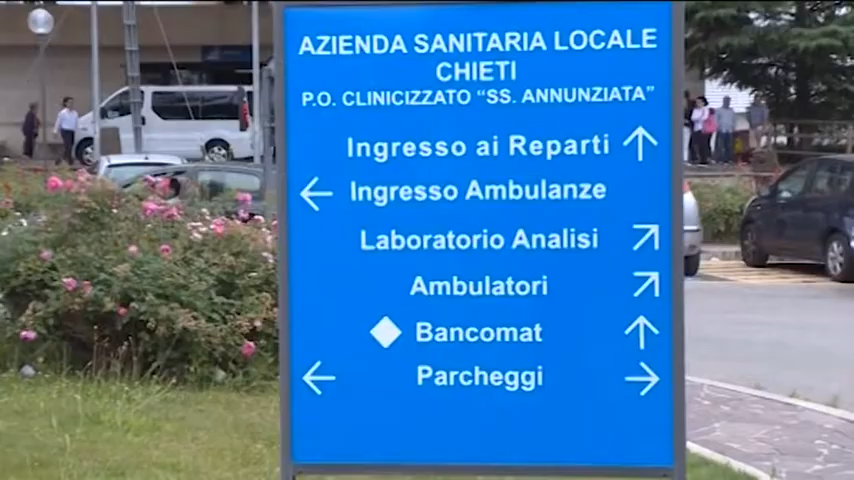 AZIENDA SANITARIA LOCALE
CHIETI
P.O. CLINICIZZATO “SS. ANNUNZIATA”
Ingresso ai Reparti ↑
← Ingresso Ambulanze
Laboratorio Analisi ↗
Ambulatori ↗
Bancomat ↑
← Parcheggi →